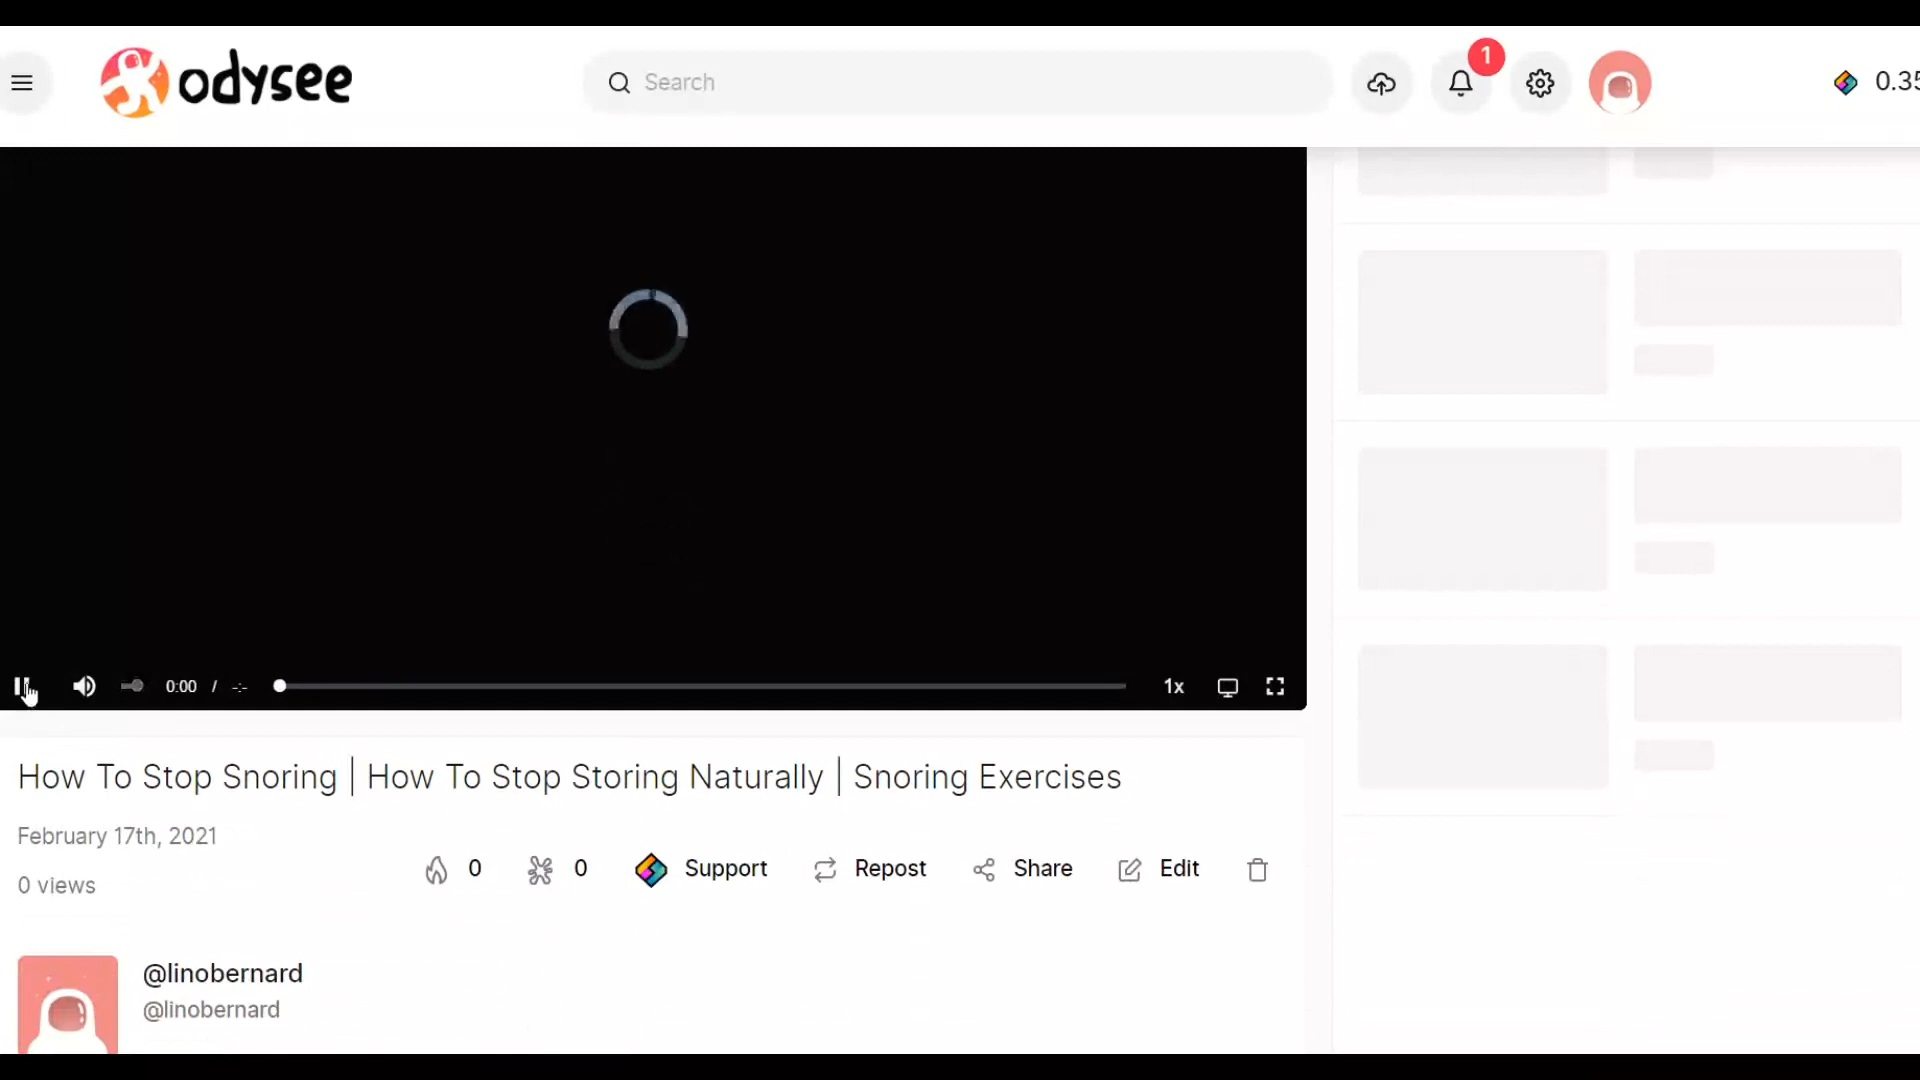 odysee
Search
1
0.35
0:00 / -:-
1x
How To Stop Snoring | How To Stop Storing Naturally | Snoring Exercises
February 17th, 2021
0 views
0
0
Support
Repost
Share
Edit
@linobernard
@linobernard